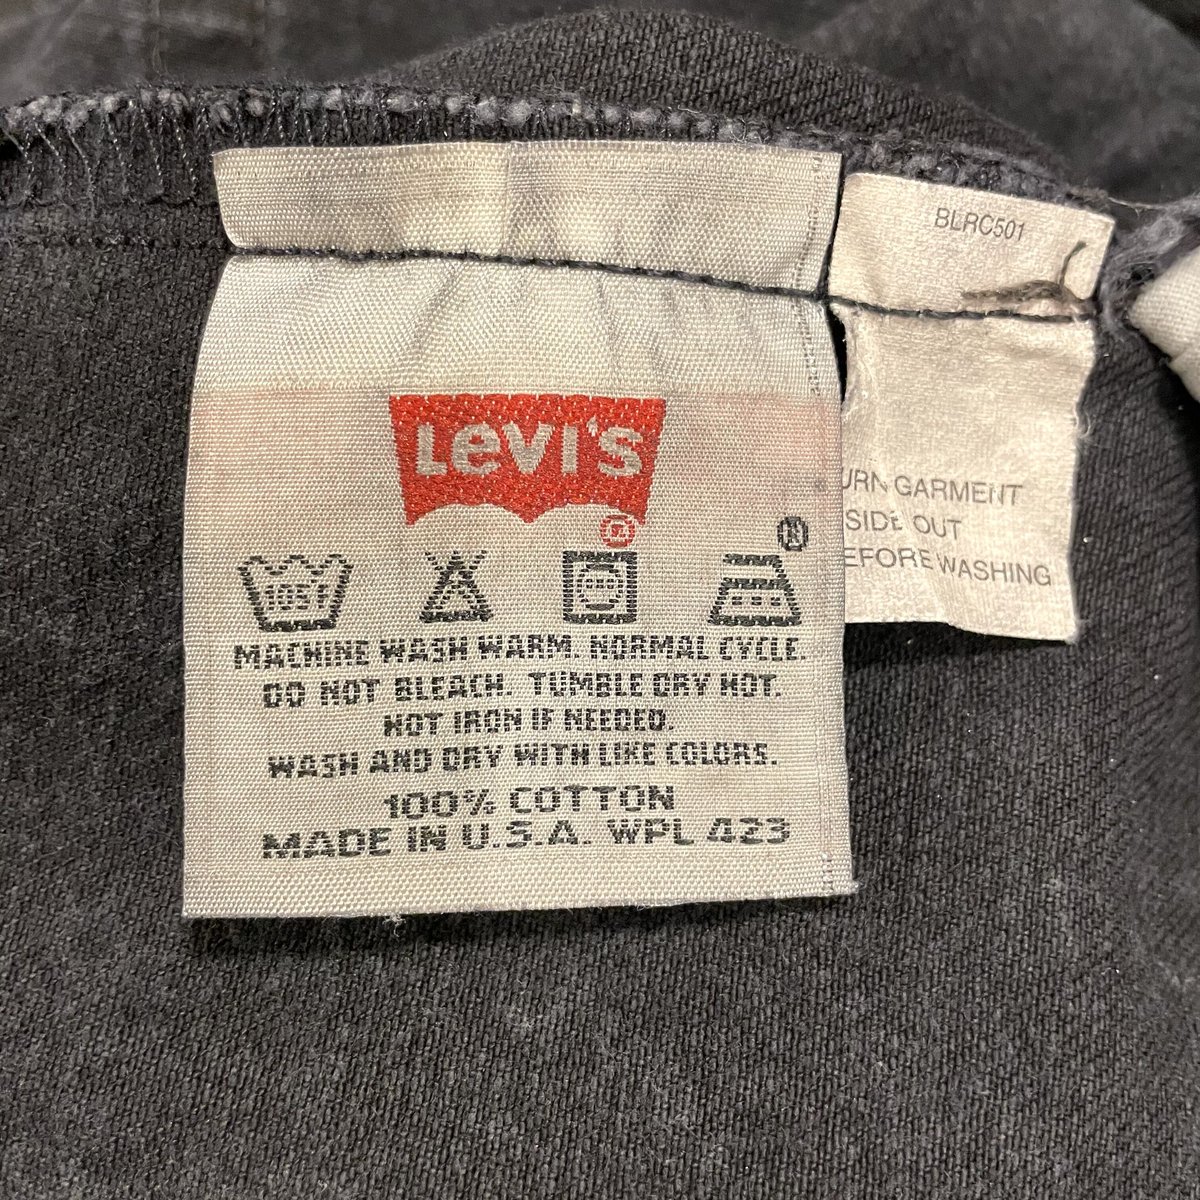 BLRC501
LEVI'S
R
105F
MACHINE WASH WARM. NORMAL CYCLE.
DO NOT BLEACH. TUMBLE DRY HOT.
HOT IRON IF NEEDED.
WASH AND DRY WITH LIKE COLORS.
100% COTTON
MADE IN U.S.A. WPL 423
URN GARMENT
SIDE OUT
EFORE WASHING